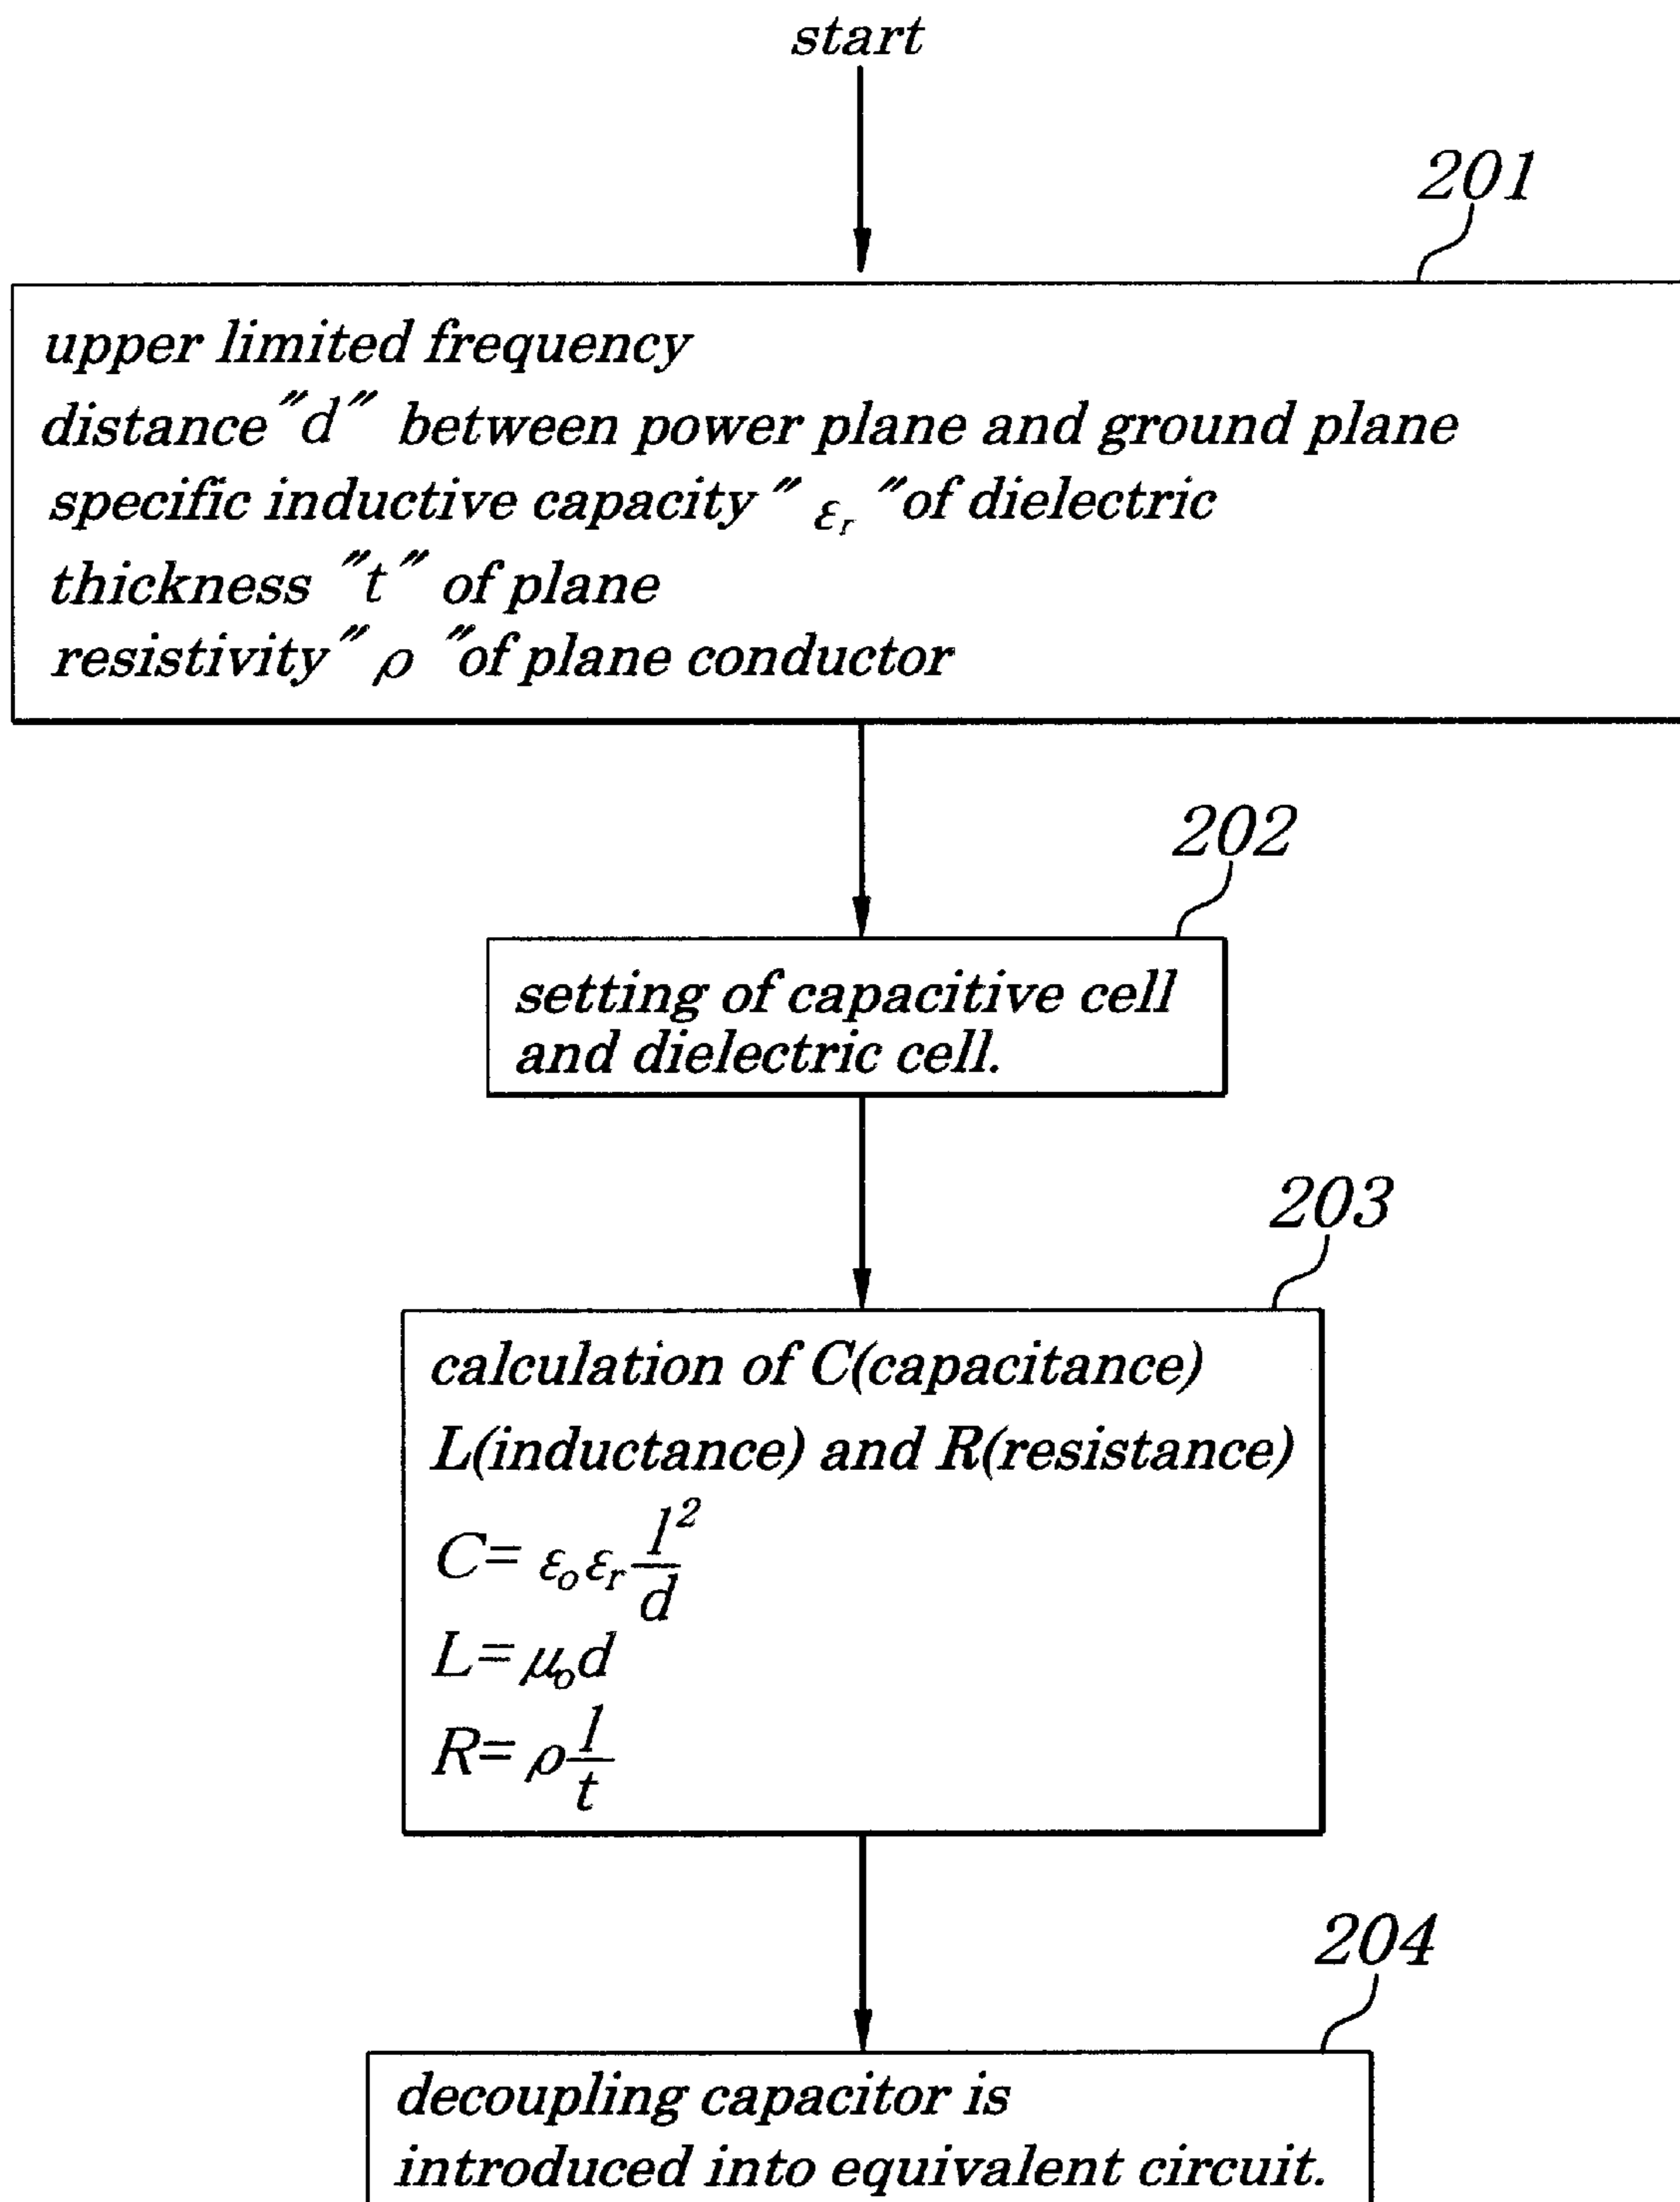 start
201
upper limited frequency
distance "d" between power plane and ground plane
specific inductive capacity " εr " of dielectric
thickness "t" of plane
resistivity " ρ " of plane conductor
202
setting of capacitive cell
and dielectric cell.
203
calculation of C(capacitance)
L(inductance) and R(resistance)
C= εoεr l²/d
L= μod
R= ρ l/t
204
decoupling capacitor is
introduced into equivalent circuit.